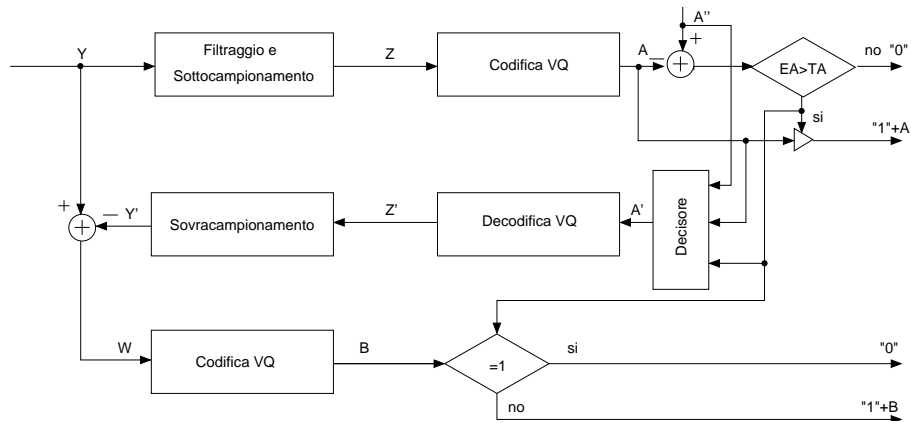 A''
Y
Filtraggio e
Sottocampionamento
Z
Codifica VQ
A
−
+
+
EA>TA
no "0"
si
"1"+A
+
+
−
Y'
Sovracampionamento
Z'
Decodifica VQ
A'
Decisore
W
Codifica VQ
B
=1
si
"0"
no
"1"+B